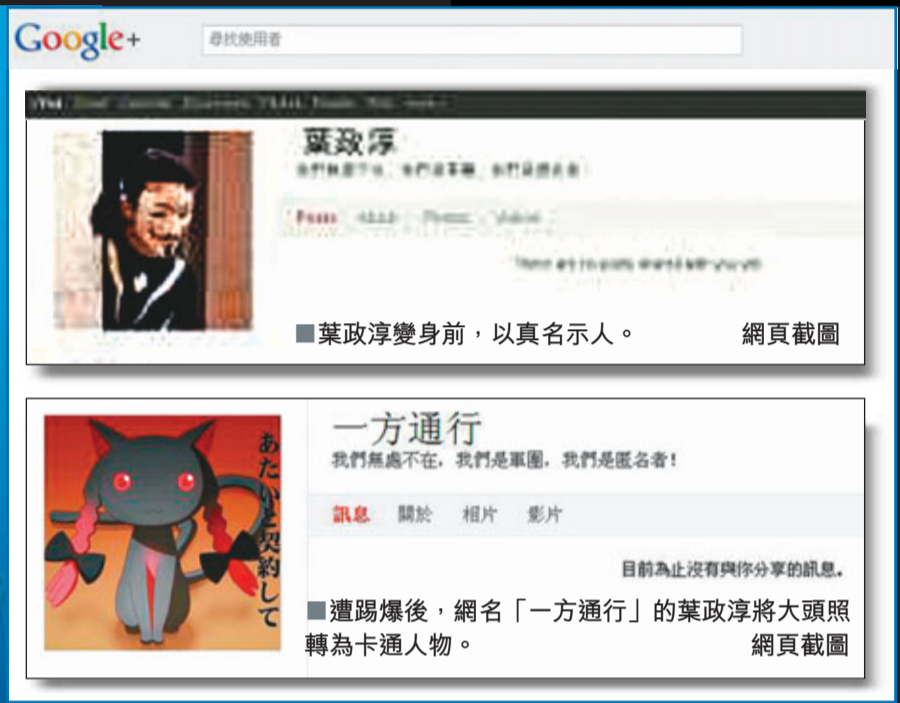 Google+
尋找使用者
葉政淳
Posts
■葉政淳變身前，以真名示人。 網頁截圖
一方通行
我們無處不在，我們是軍團，我們是匿名者！
訊息 關於 相片 影片
目前為止沒有與你分享的訊息。
あたいと契約して
■遭踢爆後，網名「一方通行」的葉政淳將大頭照
轉為卡通人物。 網頁截圖